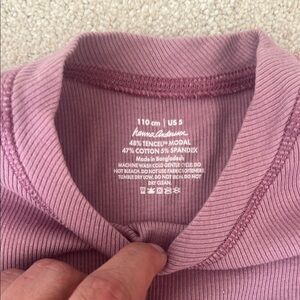 110 cm | US 5
hanna andersson
48% TENCEL™ MODAL
47% COTTON 5% SPANDEX
Made in Bangladesh
MACHINE WASH COLD GENTLE CYCLE. DO
NOT BLEACH. DO NOT USE FABRIC SOFTENERS.
TUMBLE DRY LOW. DO NOT IRON. DO NOT
DRY CLEAN.